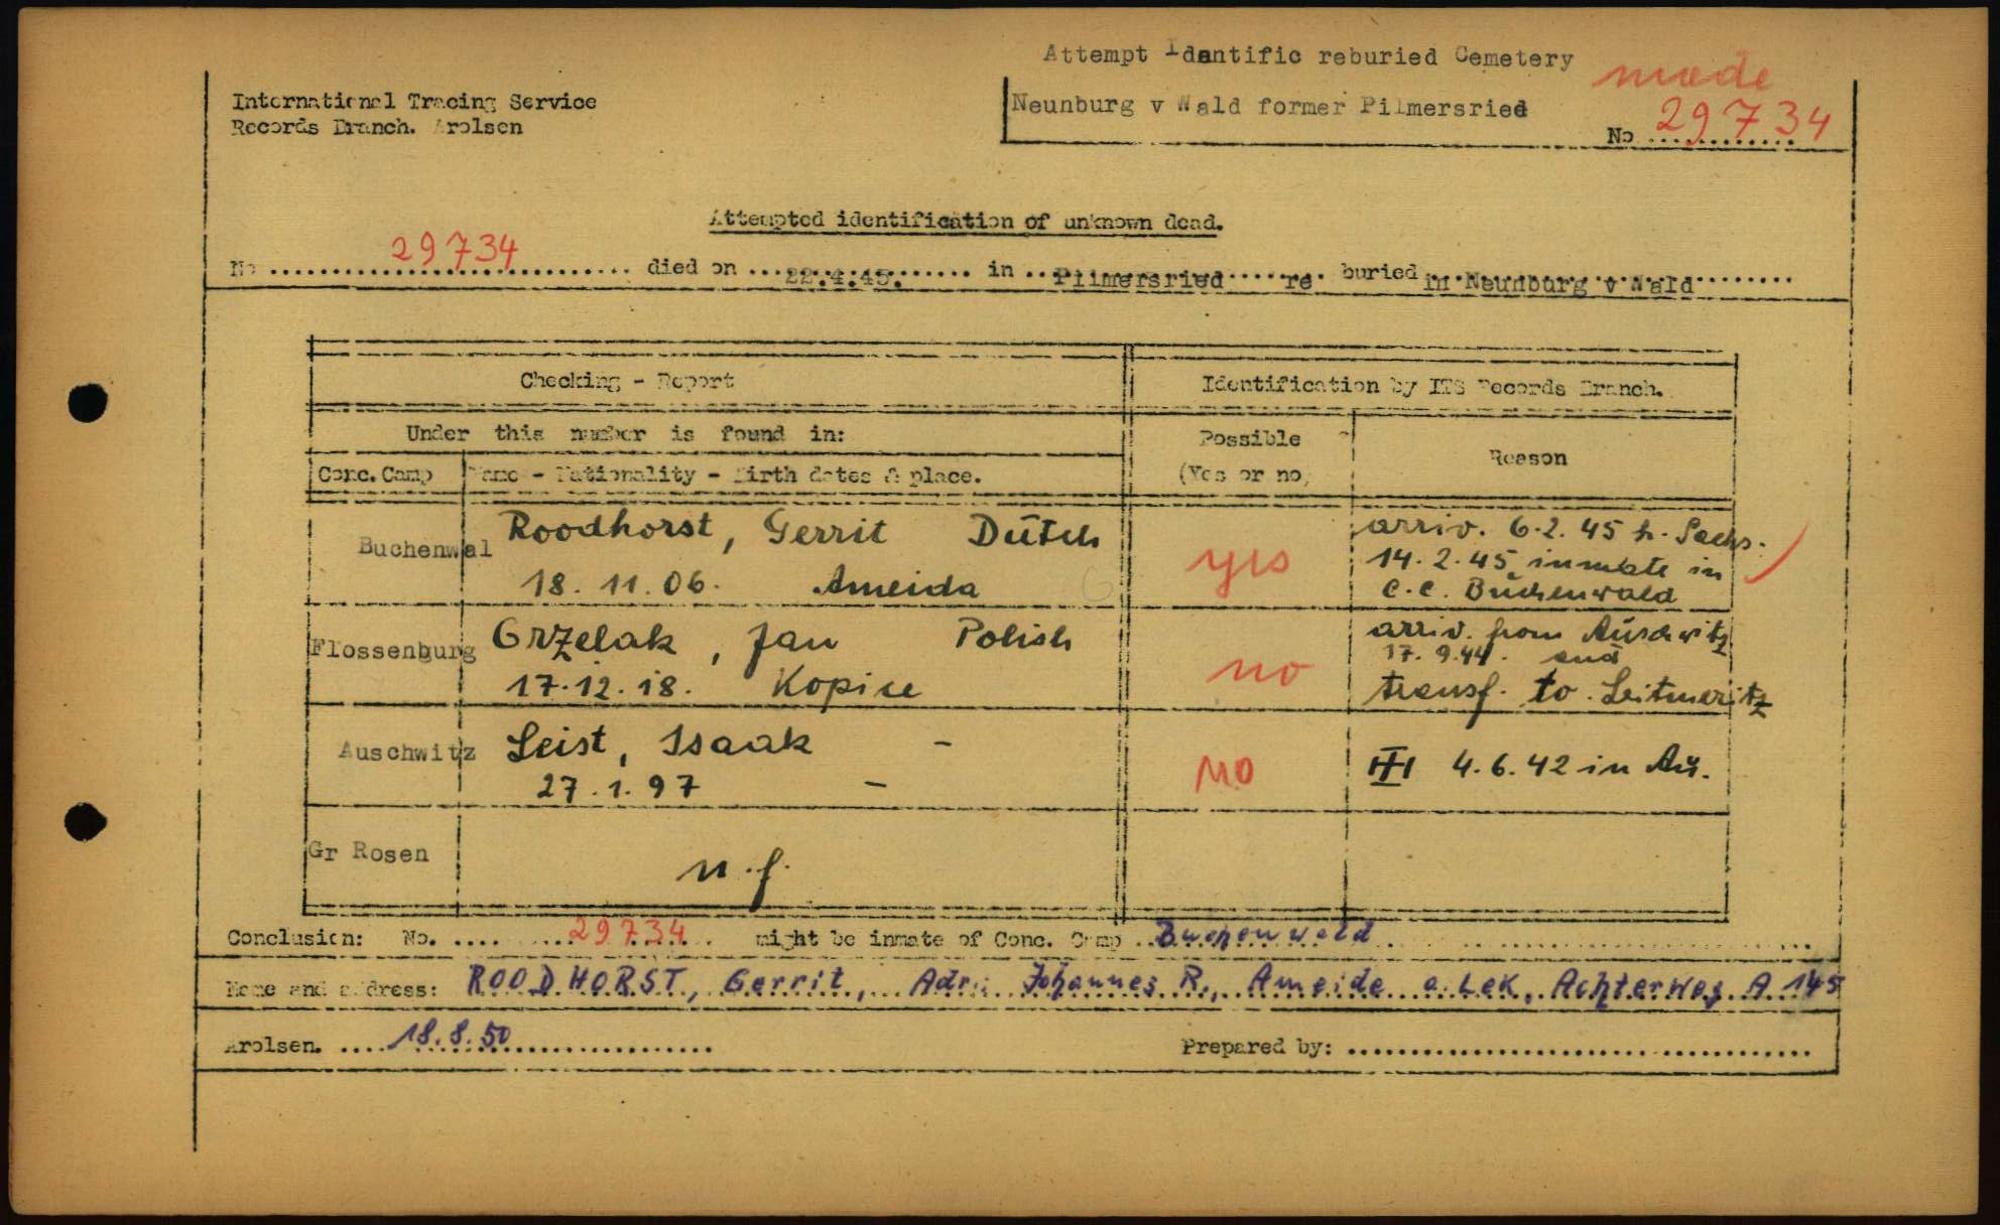 Attempt Idantific reburied Cemetery
made
International Tracing Service
Neunburg v Wald former Pilmersried
Records Branch. Arolsen
No ............ 29734
Attempted identification of unknown dead.
No ........ 29734 ........ died on ... 22.4.45. ... in .. Pilmersried ..... re . buried in Neunburg v Wald ........
Checking - Report
Identification by ITS Records Branch.
Under this number is found in:
Possible
(Yes or no)
Reason
Conc. Camp
Name - Nationality - Birth dates & place.
Buchenwal
Roodhorst, Gerrit Dutch
18. 11. 06. Ameida
yes
arriv. 6.2.45 h. Sachs.
14.2.45 inmate in
C.C. Buchenwald
Flossenburg
Grzelak, Jan Polish
17.12.18. Kopice
no
arriv. from Auschwitz
17.9.44. and
transf. to Leitmeritz
Auschwitz
Leist, Isaak -
27.1.97 -
no
4.6.42 in Au.
Gr Rosen
n.f.
Conclusion: No. .... 29734 .... might be inmate of Conc. Camp .. Buchenwald ........
Name and address: ROODHORST, Gerrit, Adr.: Johannes R., Ameide a. Lek, Achterweg A 145
Arolsen. .... 18.8.50 ....................
Prepared by: ........................................